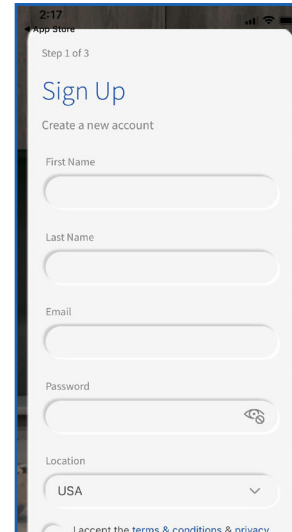 2:17
App Store
Step 1 of 3
Sign Up
Create a new account
First Name
Last Name
Email
Password
Location
USA
I accept the terms & conditions & privacy